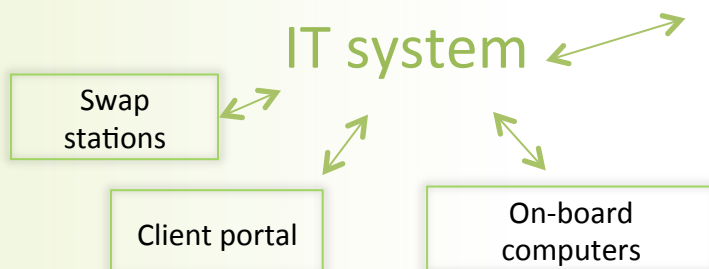 IT system
Swap
stations
Client portal
On-board
computers